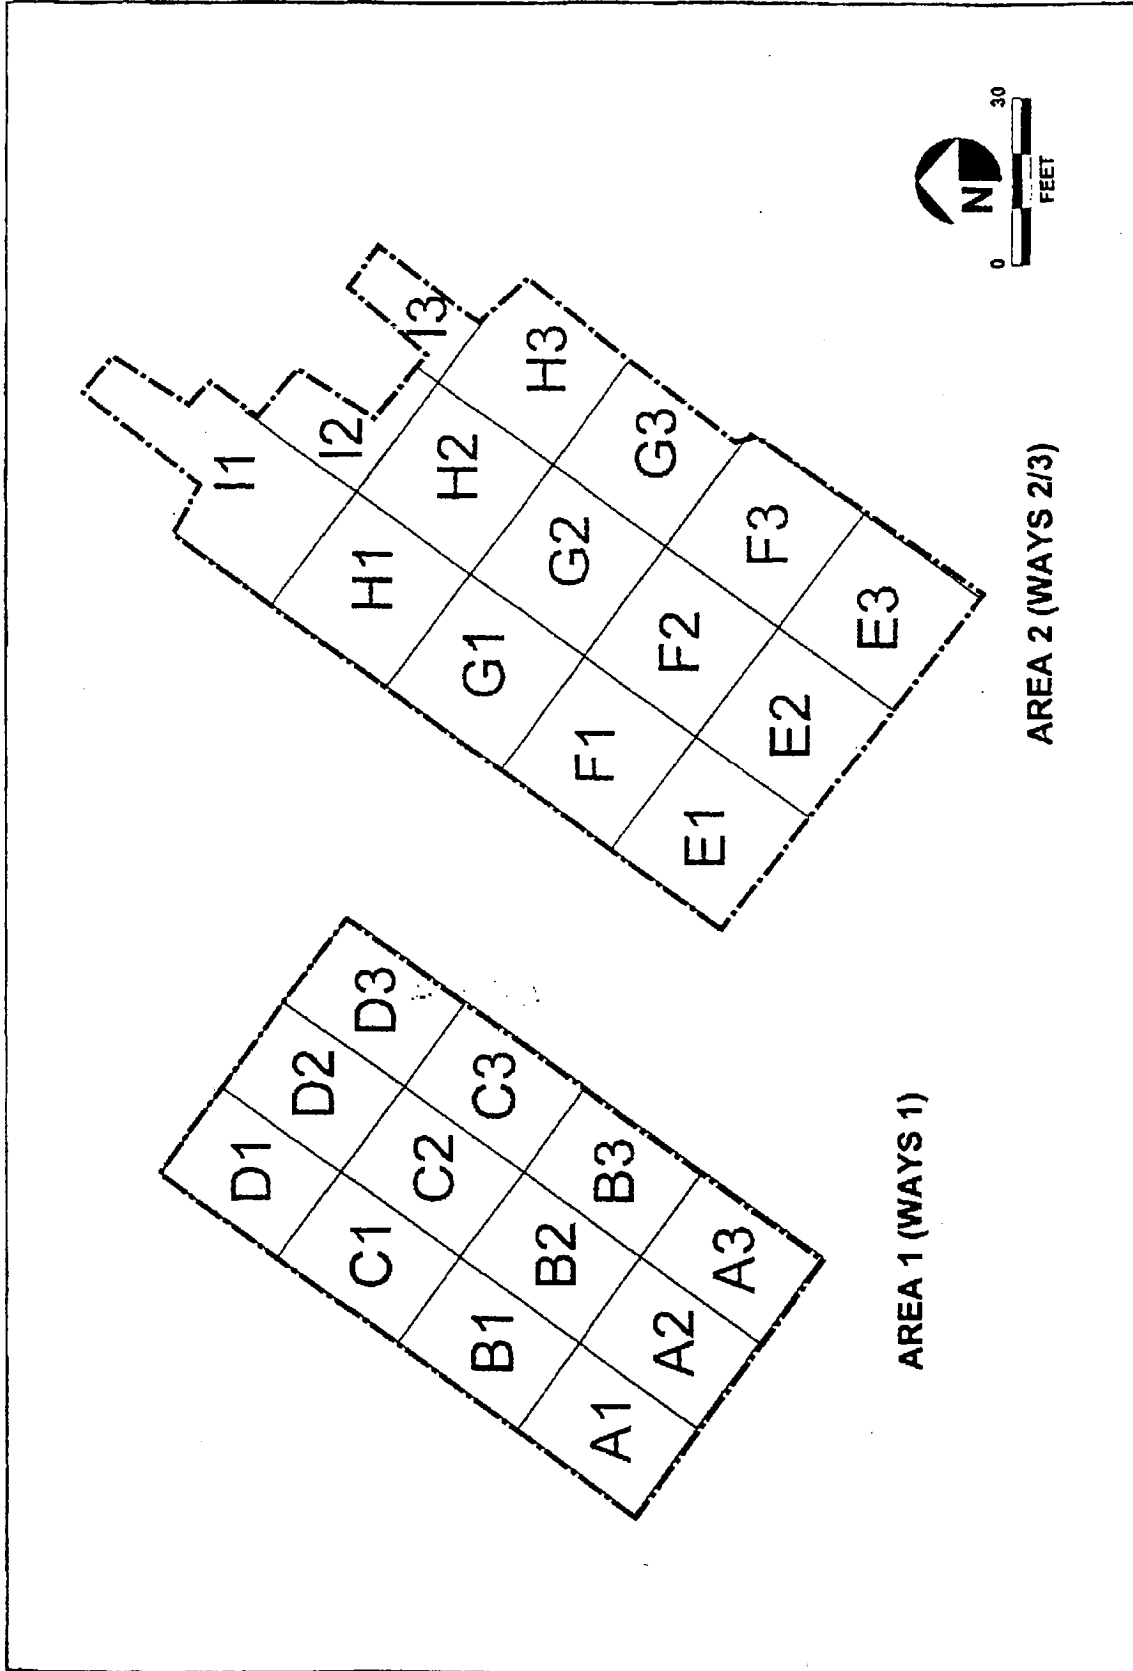 D1
D2
D3
C1
C2
C3
B1
B2
B3
A1
A2
A3
AREA 1 (WAYS 1)
I1
I2
I3
H1
H2
H3
G1
G2
G3
F1
F2
F3
E1
E2
E3
AREA 2 (WAYS 2/3)
N
0 30
FEET